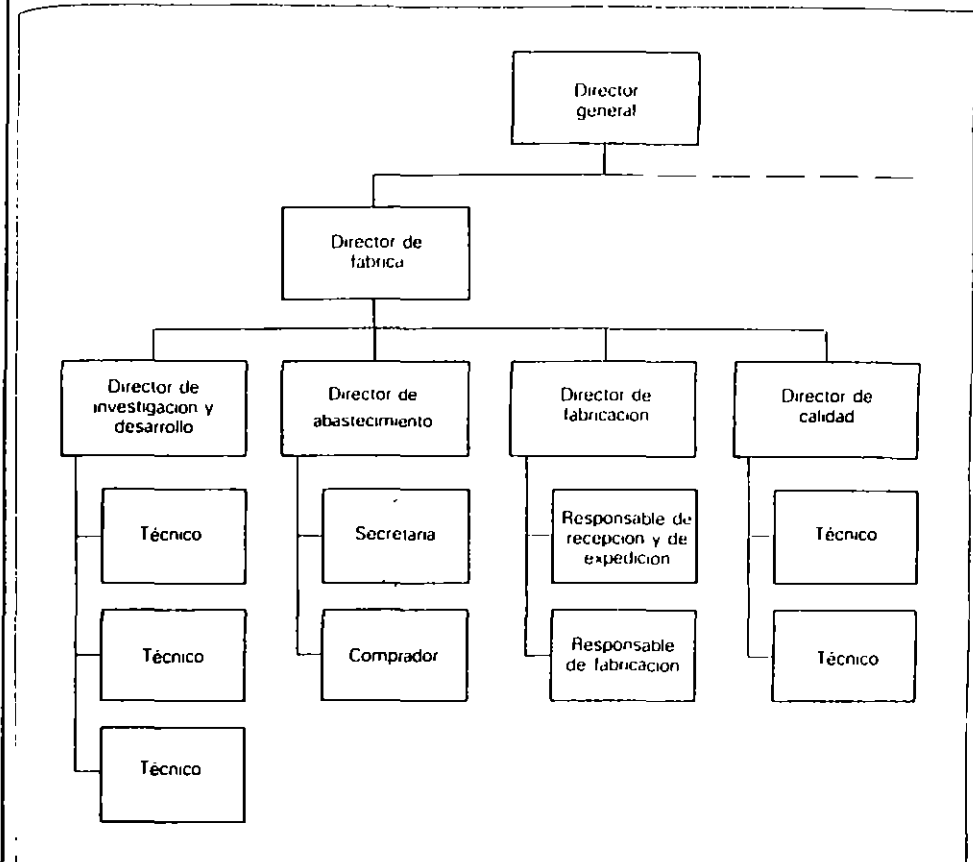 Director
general
Director de
fabrica
Director de
investigacion y
desarrollo
Director de
abastecimiento
Director de
fabricacion
Director de
calidad
Técnico
Secretaria
Responsable de
recepcion y de
expedicion
Técnico
Técnico
Comprador
Responsable
de fabricacion
Técnico
Técnico